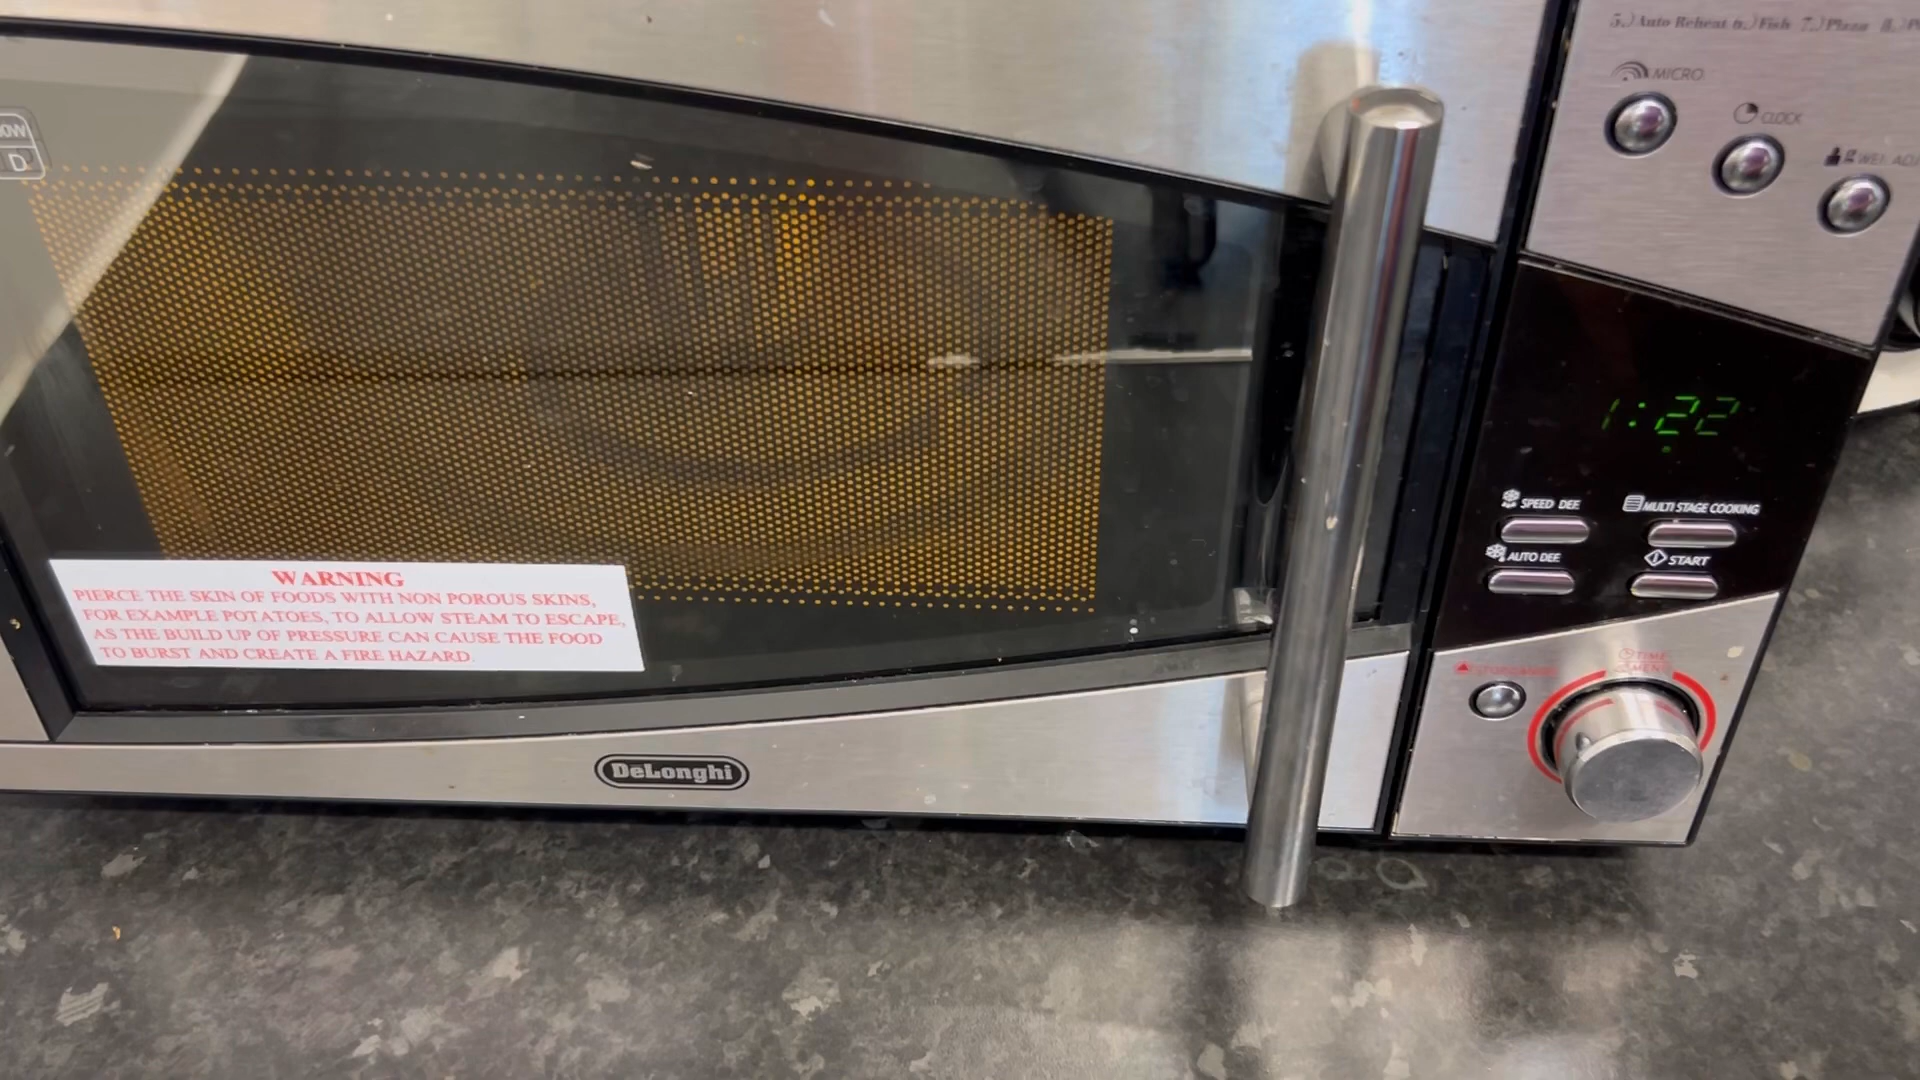 5.) Auto Reheat 6.) Fish 7.) Pizza 8.)
MICRO
CLOCK
D
1:22
SPEED DEF.
MULTI STAGE COOKING
AUTO DEF.
START
WARNING
PIERCE THE SKIN OF FOODS WITH NON POROUS SKINS,
FOR EXAMPLE POTATOES, TO ALLOW STEAM TO ESCAPE,
AS THE BUILD UP OF PRESSURE CAN CAUSE THE FOOD
TO BURST AND CREATE A FIRE HAZARD.
TIME
DeLonghi